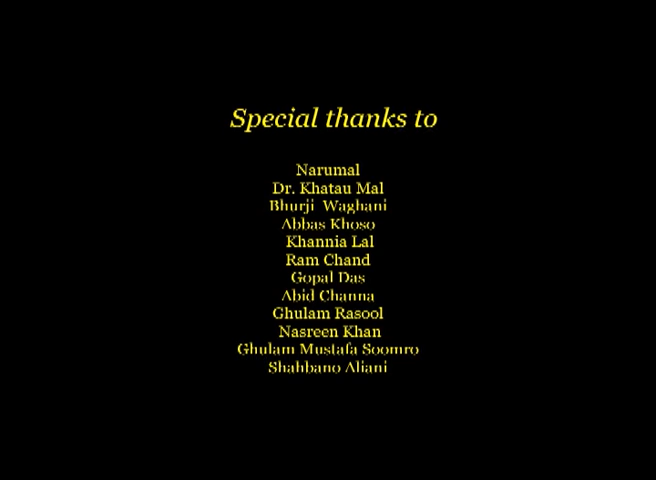 Special thanks to
Narumal
Dr. Khatau Mal
Bhurji Waghani
Abbas Khoso
Khannia Lal
Ram Chand
Gopal Das
Abid Channa
Ghulam Rasool
Nasreen Khan
Ghulam Mustafa Soomro
Shahbano Aliani